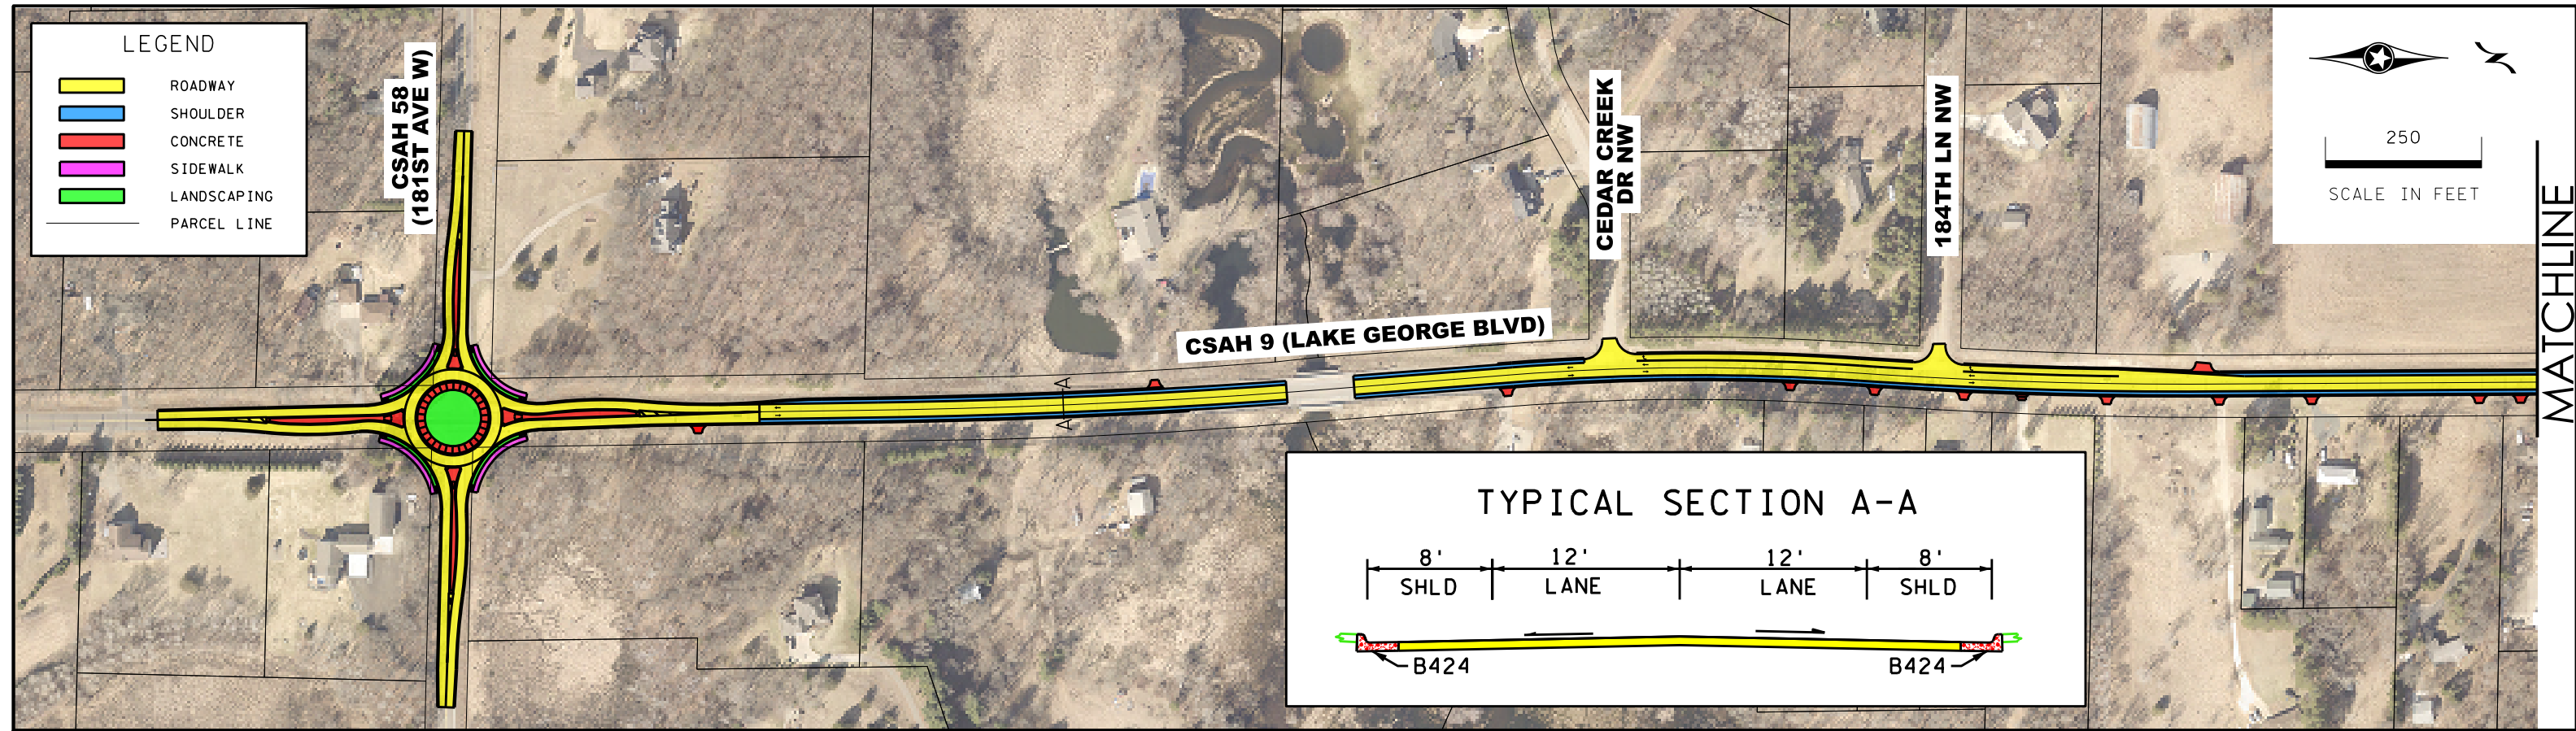 LEGEND
ROADWAY
SHOULDER
CONCRETE
SIDEWALK
LANDSCAPING
PARCEL LINE
CSAH 58
(181ST AVE W)
CSAH 9 (LAKE GEORGE BLVD)
A
A
CEDAR CREEK
DR NW
184TH LN NW
250
SCALE IN FEET
MATCHLINE
TYPICAL SECTION A-A
8' 12' 12' 8'
SHLD LANE LANE SHLD
B424 B424